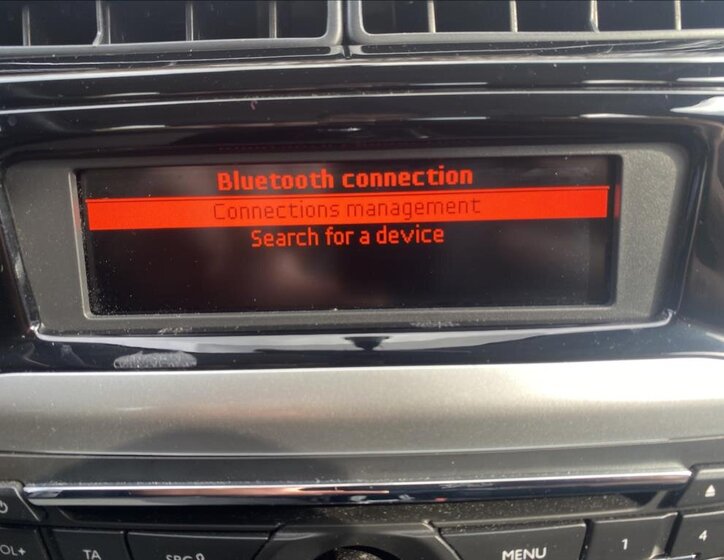 Bluetooth connection
Connections management
Search for a device
TA
MENU
1
4